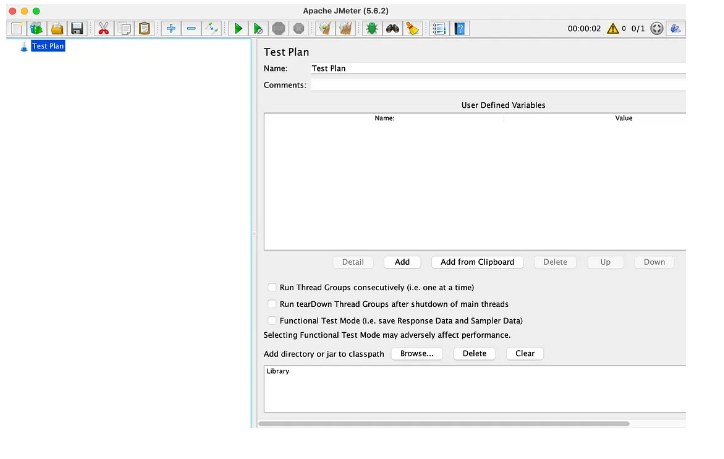 Apache JMeter (5.6.2)
00:00:02 0 0/1
Test Plan
Test Plan
Name: Test Plan
Comments:
User Defined Variables
Name: Value
Detail Add Add from Clipboard Delete Up Down
Run Thread Groups consecutively (i.e. one at a time)
Run tearDown Thread Groups after shutdown of main threads
Functional Test Mode (i.e. save Response Data and Sampler Data)
Selecting Functional Test Mode may adversely affect performance.
Add directory or jar to classpath Browse... Delete Clear
Library